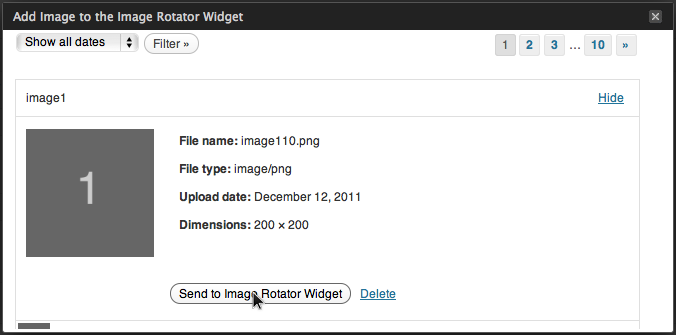 Add Image to the Image Rotator Widget
Show all dates Filter » 1 2 3 ... 10 »
image1 Hide
1
File name: image110.png
File type: image/png
Upload date: December 12, 2011
Dimensions: 200 × 200
Send to Image Rotator Widget Delete